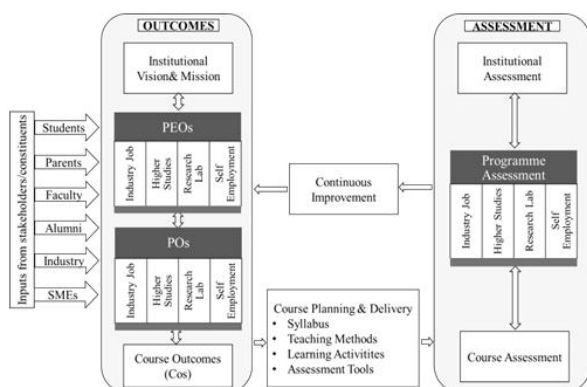 OUTCOMES
Institutional
Vision& Mission
PEOs
Industry Job
Higher
Studies
Research
Lab
Self
Employment
POs
Industry Job
Higher
Studies
Research
Lab
Self
Employment
Course Outcomes
(Cos)
Inputs from stakeholders/constituents
Students
Parents
Faculty
Alumni
Industry
SMEs
Continuous
Improvement
Course Planning & Delivery
• Syllabus
• Teaching Methods
• Learning Activitites
• Assessment Tools
ASSESSMENT
Institutional
Assessment
Programme
Assessment
Industry Job
Higher Studies
Research Lab
Self
Employment
Course Assessment